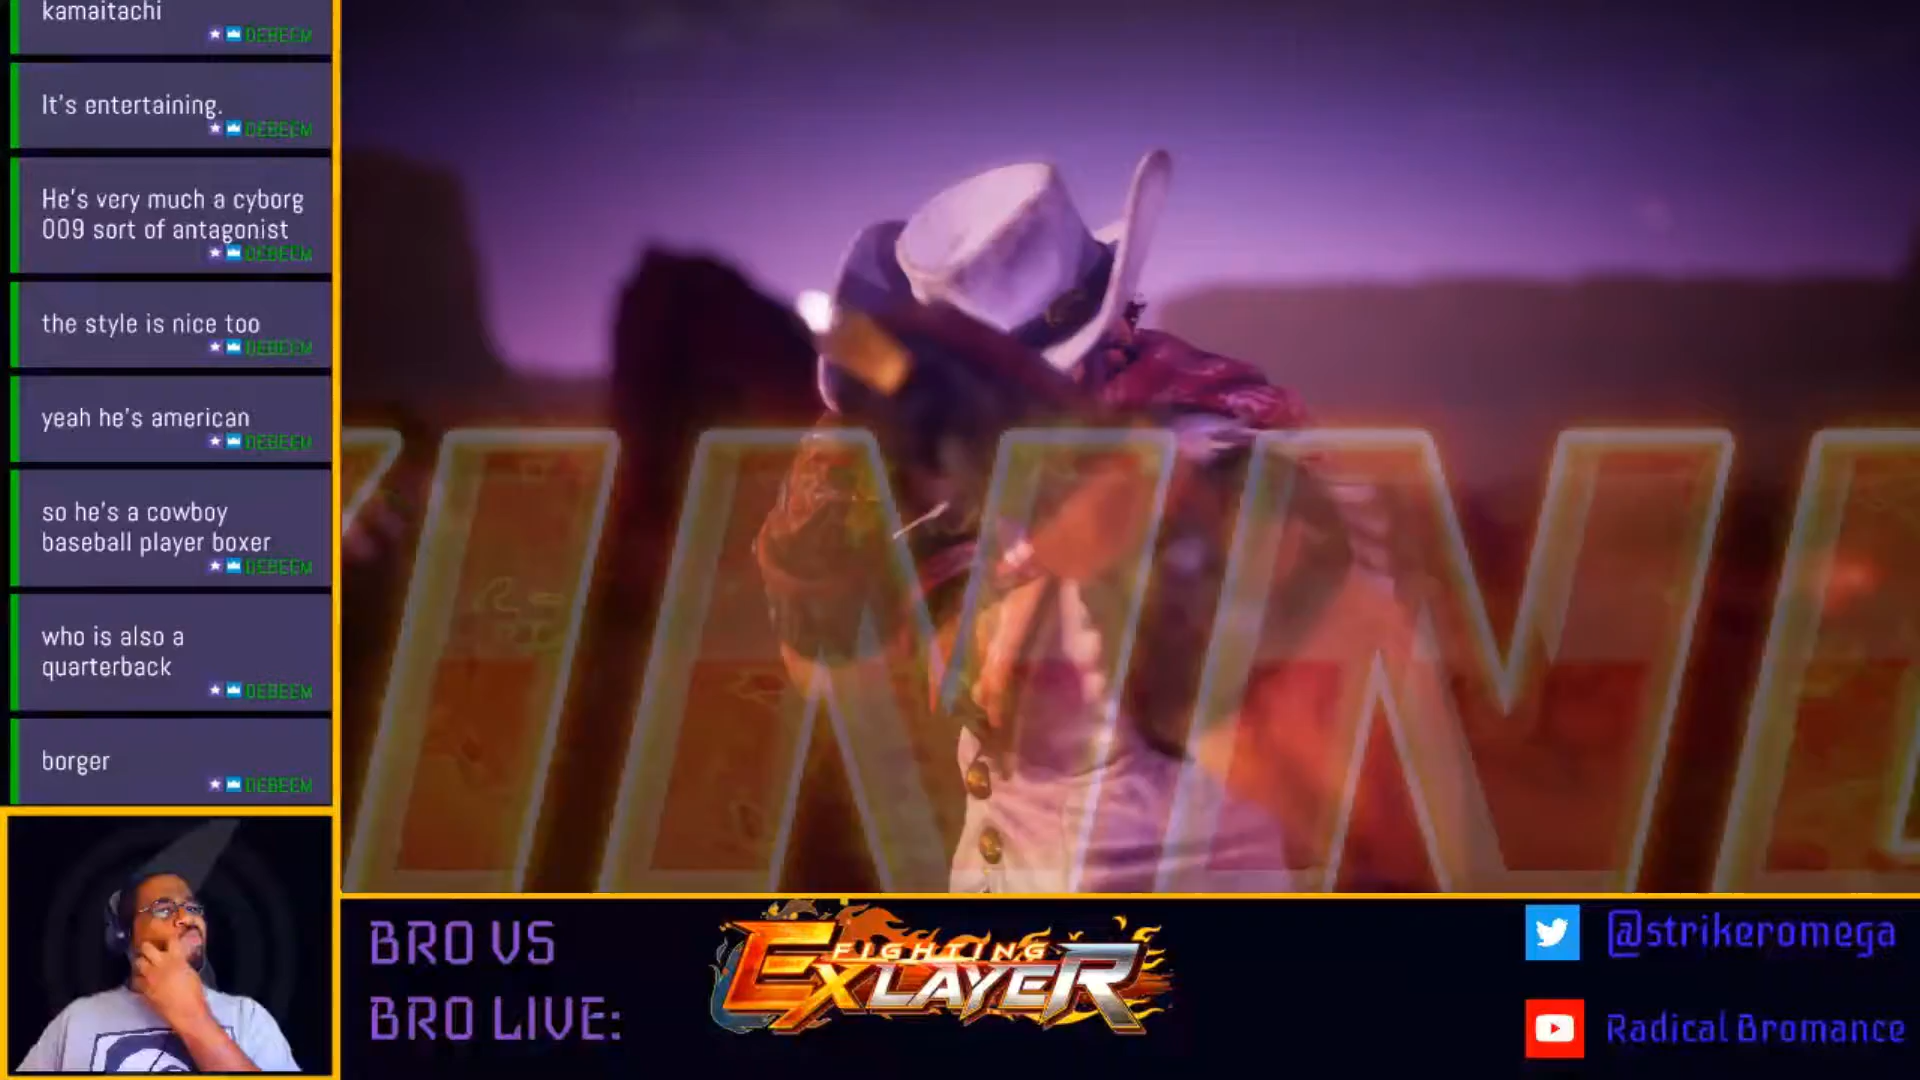 kamaitachi
DEBEEM
It's entertaining.
DEBEEM
He's very much a cyborg
009 sort of antagonist
DEBEEM
the style is nice too
DEBEEM
yeah he's american
DEBEEM
so he's a cowboy
baseball player boxer
DEBEEM
who is also a
quarterback
DEBEEM
borger
DEBEEM
BRO VS
BRO LIVE:
FIGHTING
EXLAYER
@strikeromega
Radical Bromance